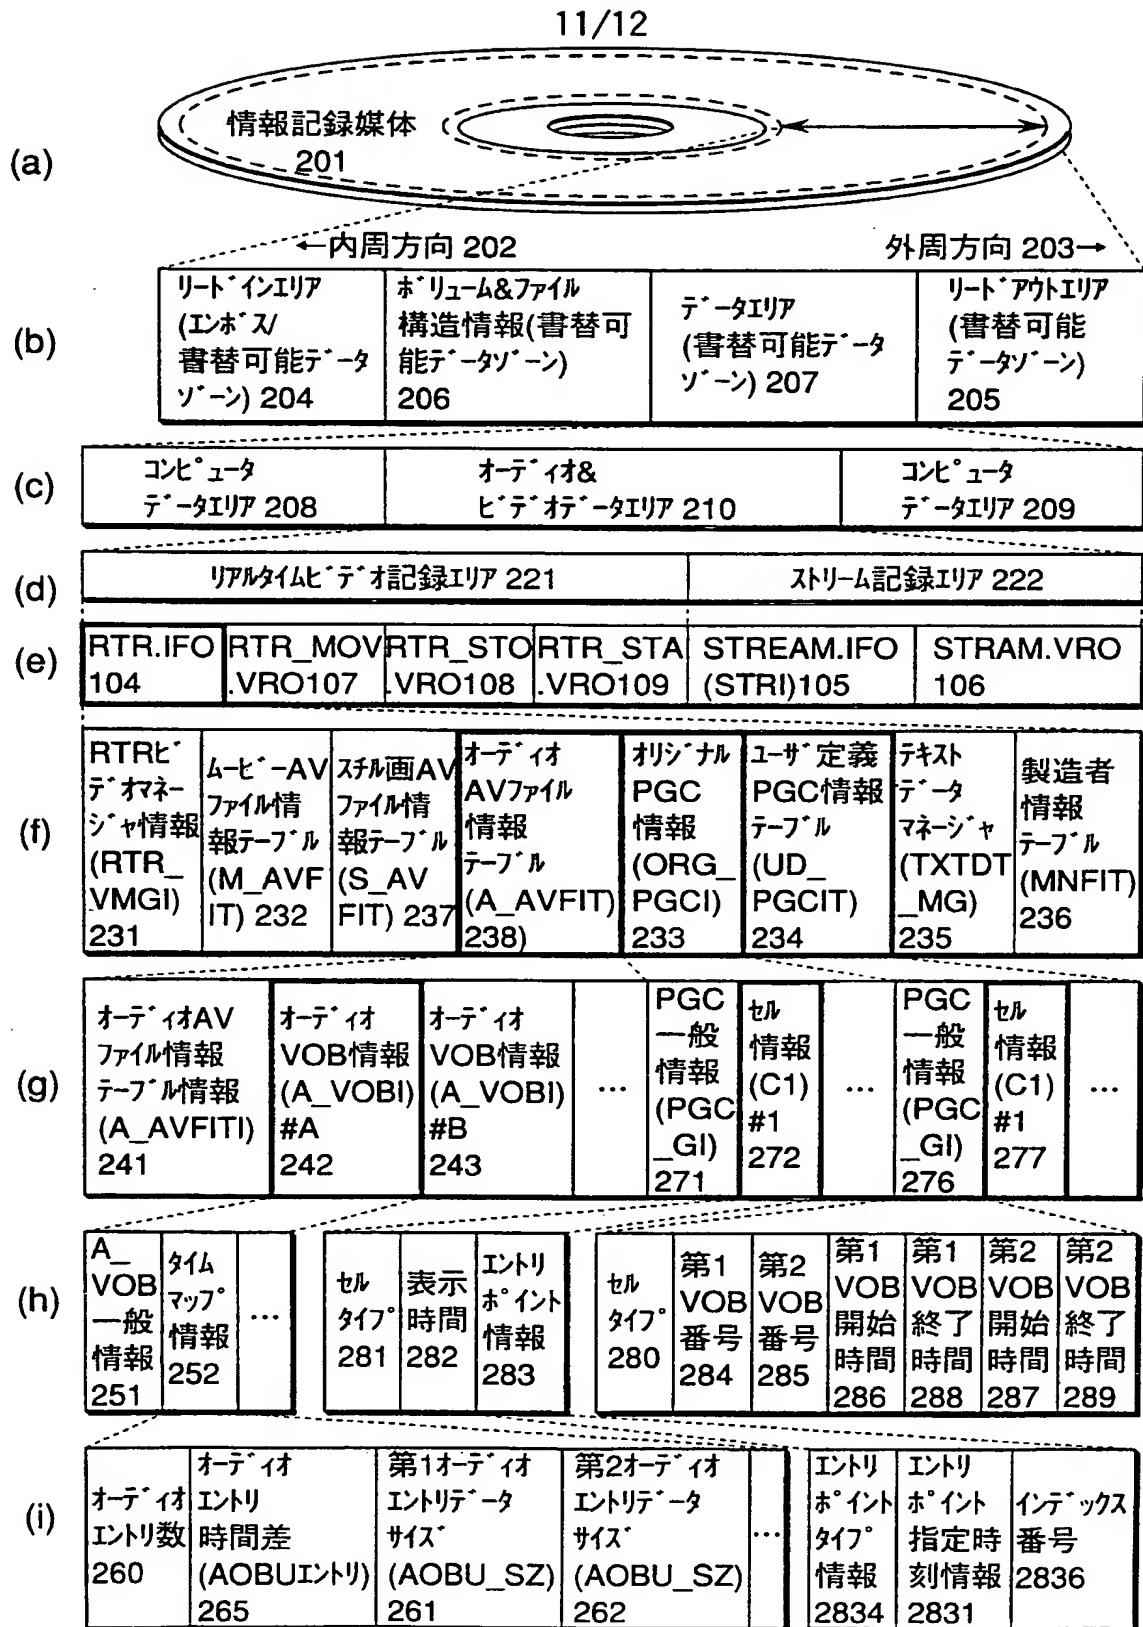 11/12
(a)
情報記録媒体
201
←内周方向 202
外周方向 203→
(b)
リードインエリア
(エンボス/
書替可能データ
ゾーン) 204
ボリューム&ファイル
構造情報(書替可
能データゾーン)
206
データエリア
(書替可能データ
ゾーン) 207
リードアウトエリア
(書替可能
データゾーン)
205
(c)
コンピュータ
データエリア 208
オーディオ&
ビデオデータエリア 210
コンピュータ
データエリア 209
(d)
リアルタイムビデオ記録エリア 221
ストリーム記録エリア 222
(e)
RTR.IFO
104
RTR_MOV
.VRO107
RTR_STO
.VRO108
RTR_STA
.VRO109
STREAM.IFO
(STRI)105
STRAM.VRO
106
(f)
RTRビ
デオマネー
ジャ情報
(RTR_
VMGI)
231
ムービーAV
ファイル情
報テーブル
(M_AVF
IT) 232
スチル画AV
ファイル情
報テーブル
(S_AV
FIT) 237
オーディオ
AVファイル
情報
テーブル
(A_AVFIT)
238)
オリジナル
PGC
情報
(ORG_
PGCI)
233
ユーザ定義
PGC情報
テーブル
(UD_
PGCIT)
234
テキスト
データ
マネージャ
(TXTDT
_MG)
235
製造者
情報
テーブル
(MNFIT)
236
(g)
オーディオAV
ファイル情報
テーブル情報
(A_AVFITI)
241
オーディオ
VOB情報
(A_VOBI)
#A
242
オーディオ
VOB情報
(A_VOBI)
#B
243
…
PGC
一般
情報
(PGC
_GI)
271
セル
情報
(C1)
#1
272
…
PGC
一般
情報
(PGC
_GI)
276
セル
情報
(C1)
#1
277
…
(h)
A_
VOB
一般
情報
251
タイム
マップ
情報
252
…
セル
タイプ
281
表示
時間
282
エントリ
ポイント
情報
283
セル
タイプ
280
第1
VOB
番号
284
第2
VOB
番号
285
第1
VOB
開始
時間
286
第1
VOB
終了
時間
288
第2
VOB
開始
時間
287
第2
VOB
終了
時間
289
(i)
オーディオ
エントリ数
260
オーディオ
エントリ
時間差
(AOBUエントリ)
265
第1オーディオ
エントリデータ
サイズ
(AOBU_SZ)
261
第2オーディオ
エントリデータ
サイズ
(AOBU_SZ)
262
…
エントリ
ポイント
タイプ
情報
2834
エントリ
ポイント
指定時
刻情報
2831
インデックス
番号
2836